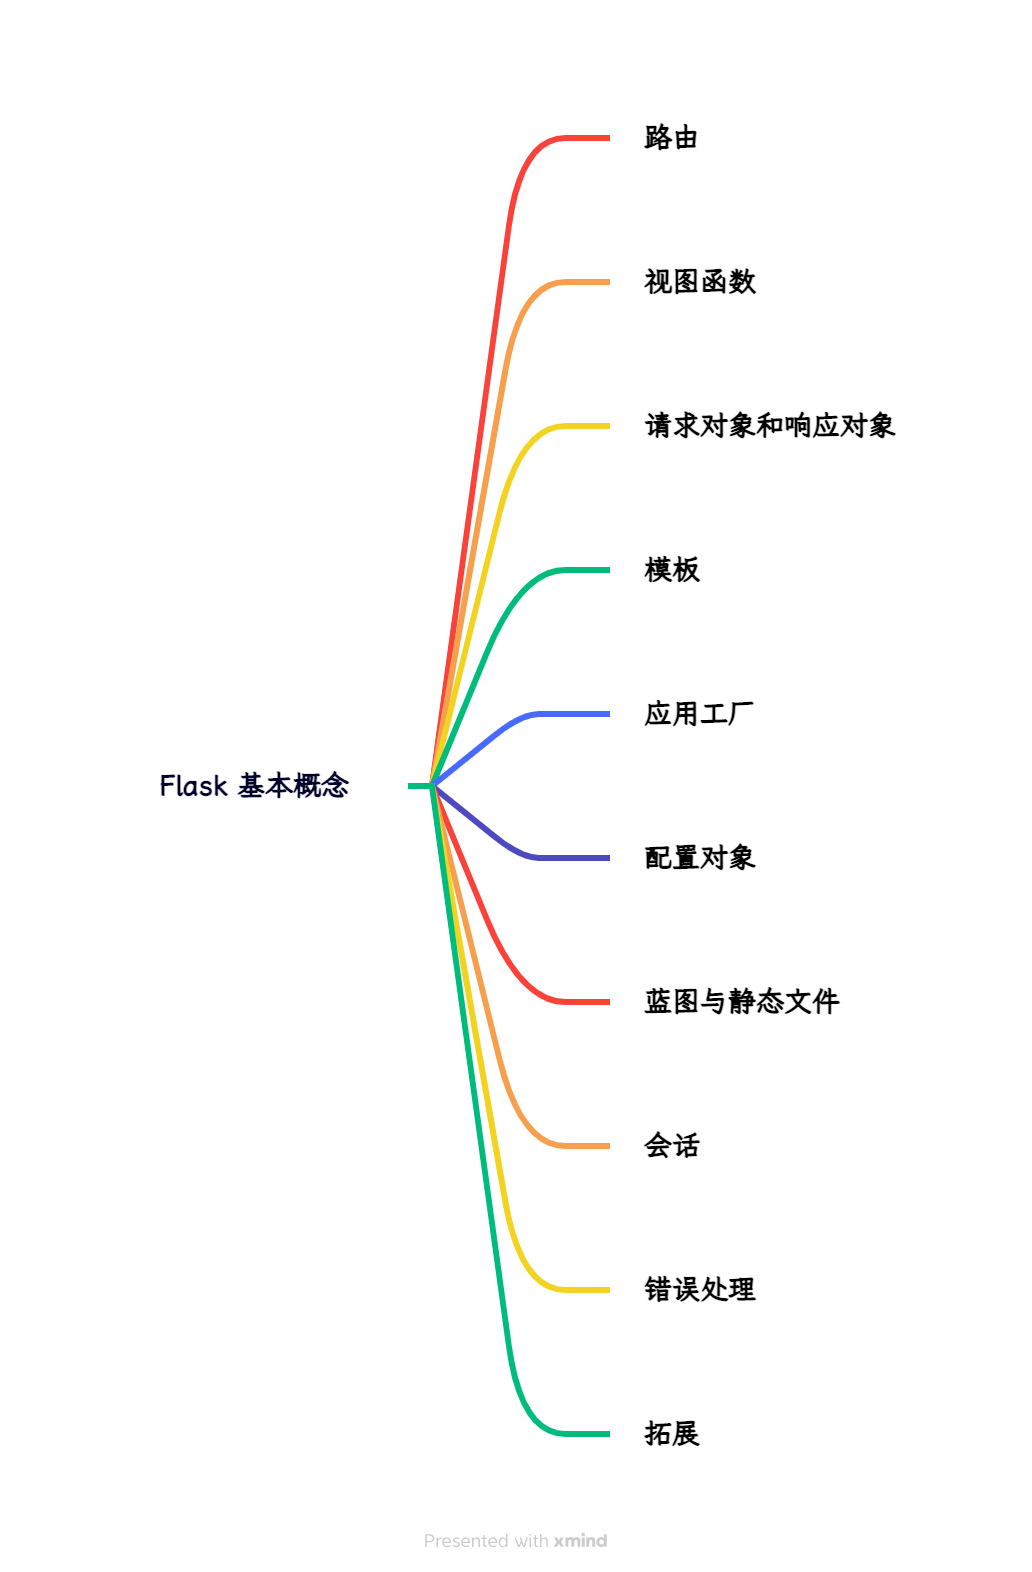 路由
视图函数
请求对象和响应对象
模板
应用工厂
Flask 基本概念
配置对象
蓝图与静态文件
会话
错误处理
拓展
Presented with xmind